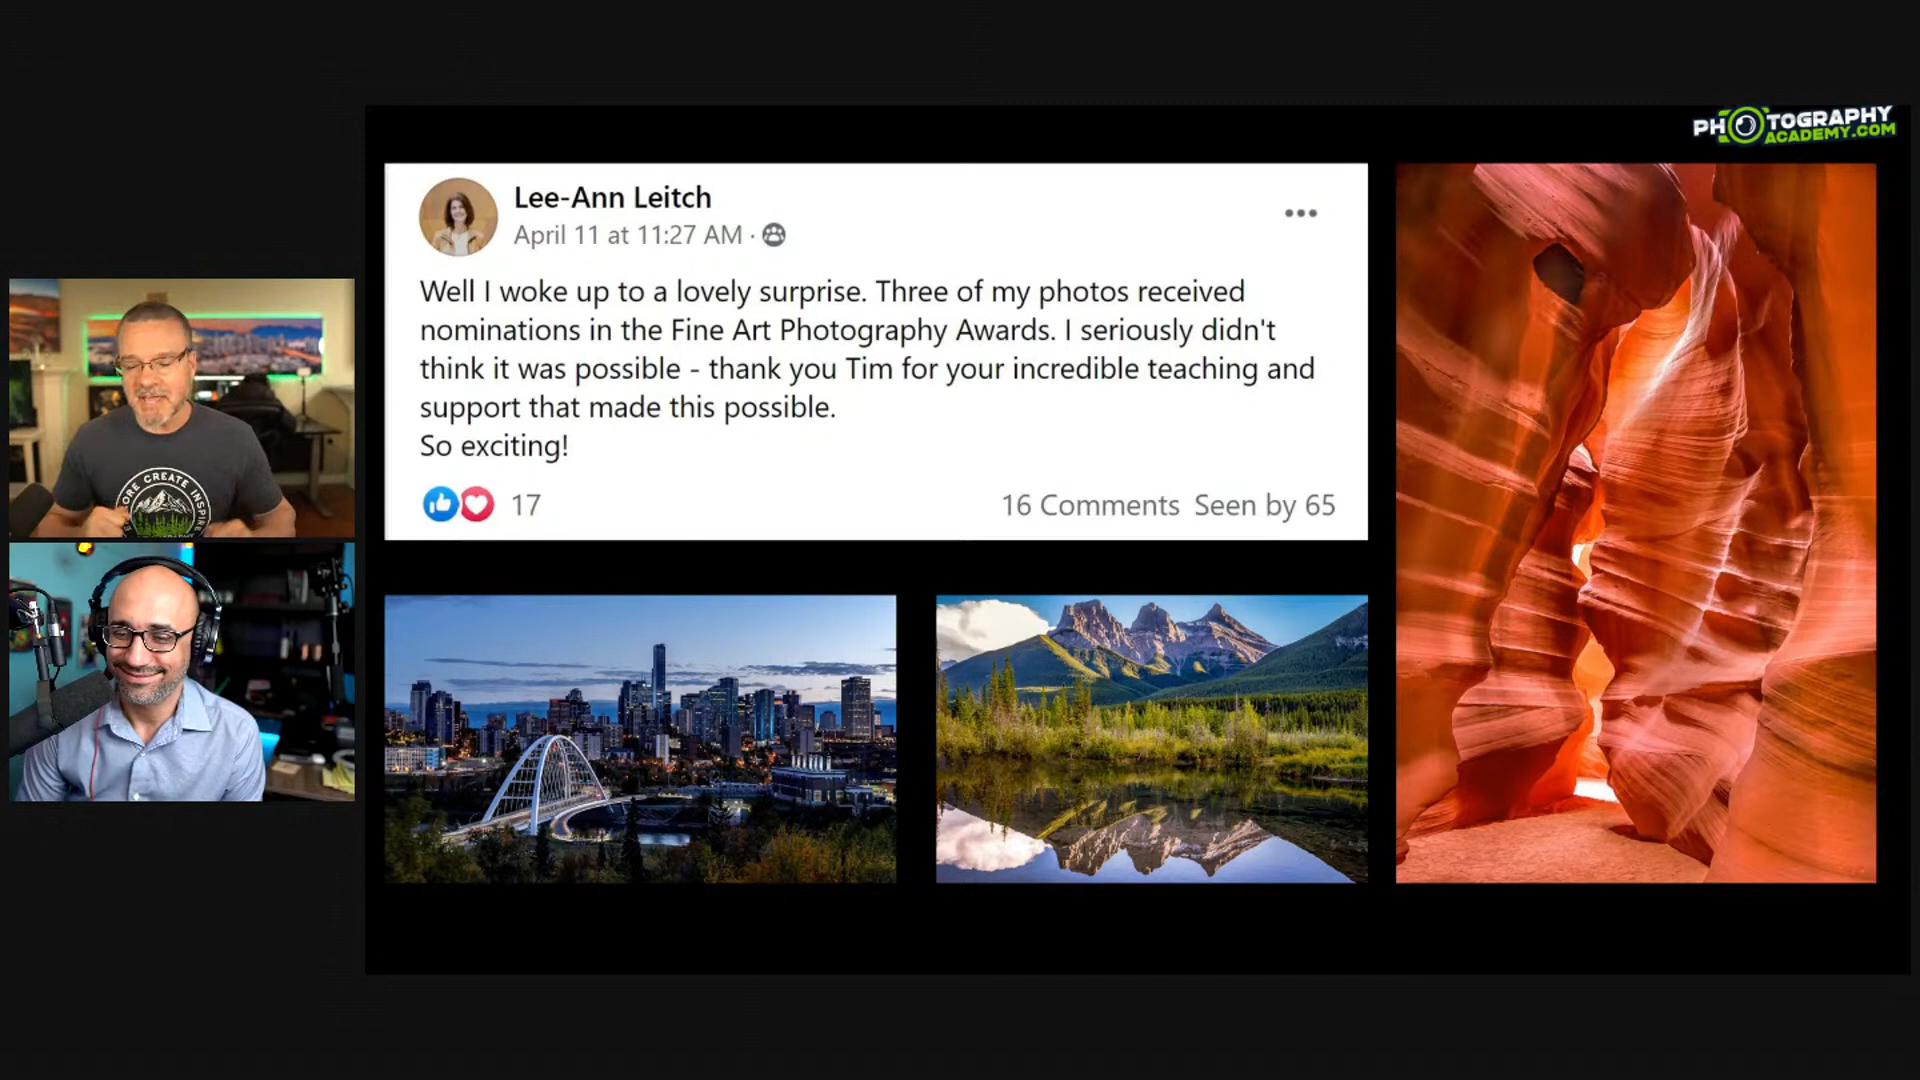 PHOTOGRAPHY
ACADEMY.COM
Lee-Ann Leitch
April 11 at 11:27 AM ·
Well I woke up to a lovely surprise. Three of my photos received
nominations in the Fine Art Photography Awards. I seriously didn't
think it was possible - thank you Tim for your incredible teaching and
support that made this possible.
So exciting!
17
16 Comments Seen by 65
CREATE INSPIRE